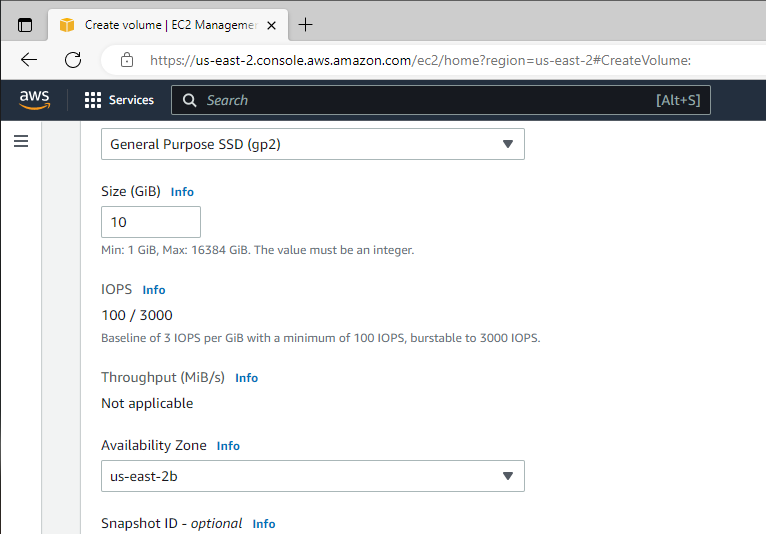 Create volume | EC2 Managemen
https://us-east-2.console.aws.amazon.com/ec2/home?region=us-east-2#CreateVolume:
aws
Services
Search
[Alt+S]
General Purpose SSD (gp2)
Size (GiB) Info
10
Min: 1 GiB, Max: 16384 GiB. The value must be an integer.
IOPS Info
100 / 3000
Baseline of 3 IOPS per GiB with a minimum of 100 IOPS, burstable to 3000 IOPS.
Throughput (MiB/s) Info
Not applicable
Availability Zone Info
us-east-2b
Snapshot ID - optional Info